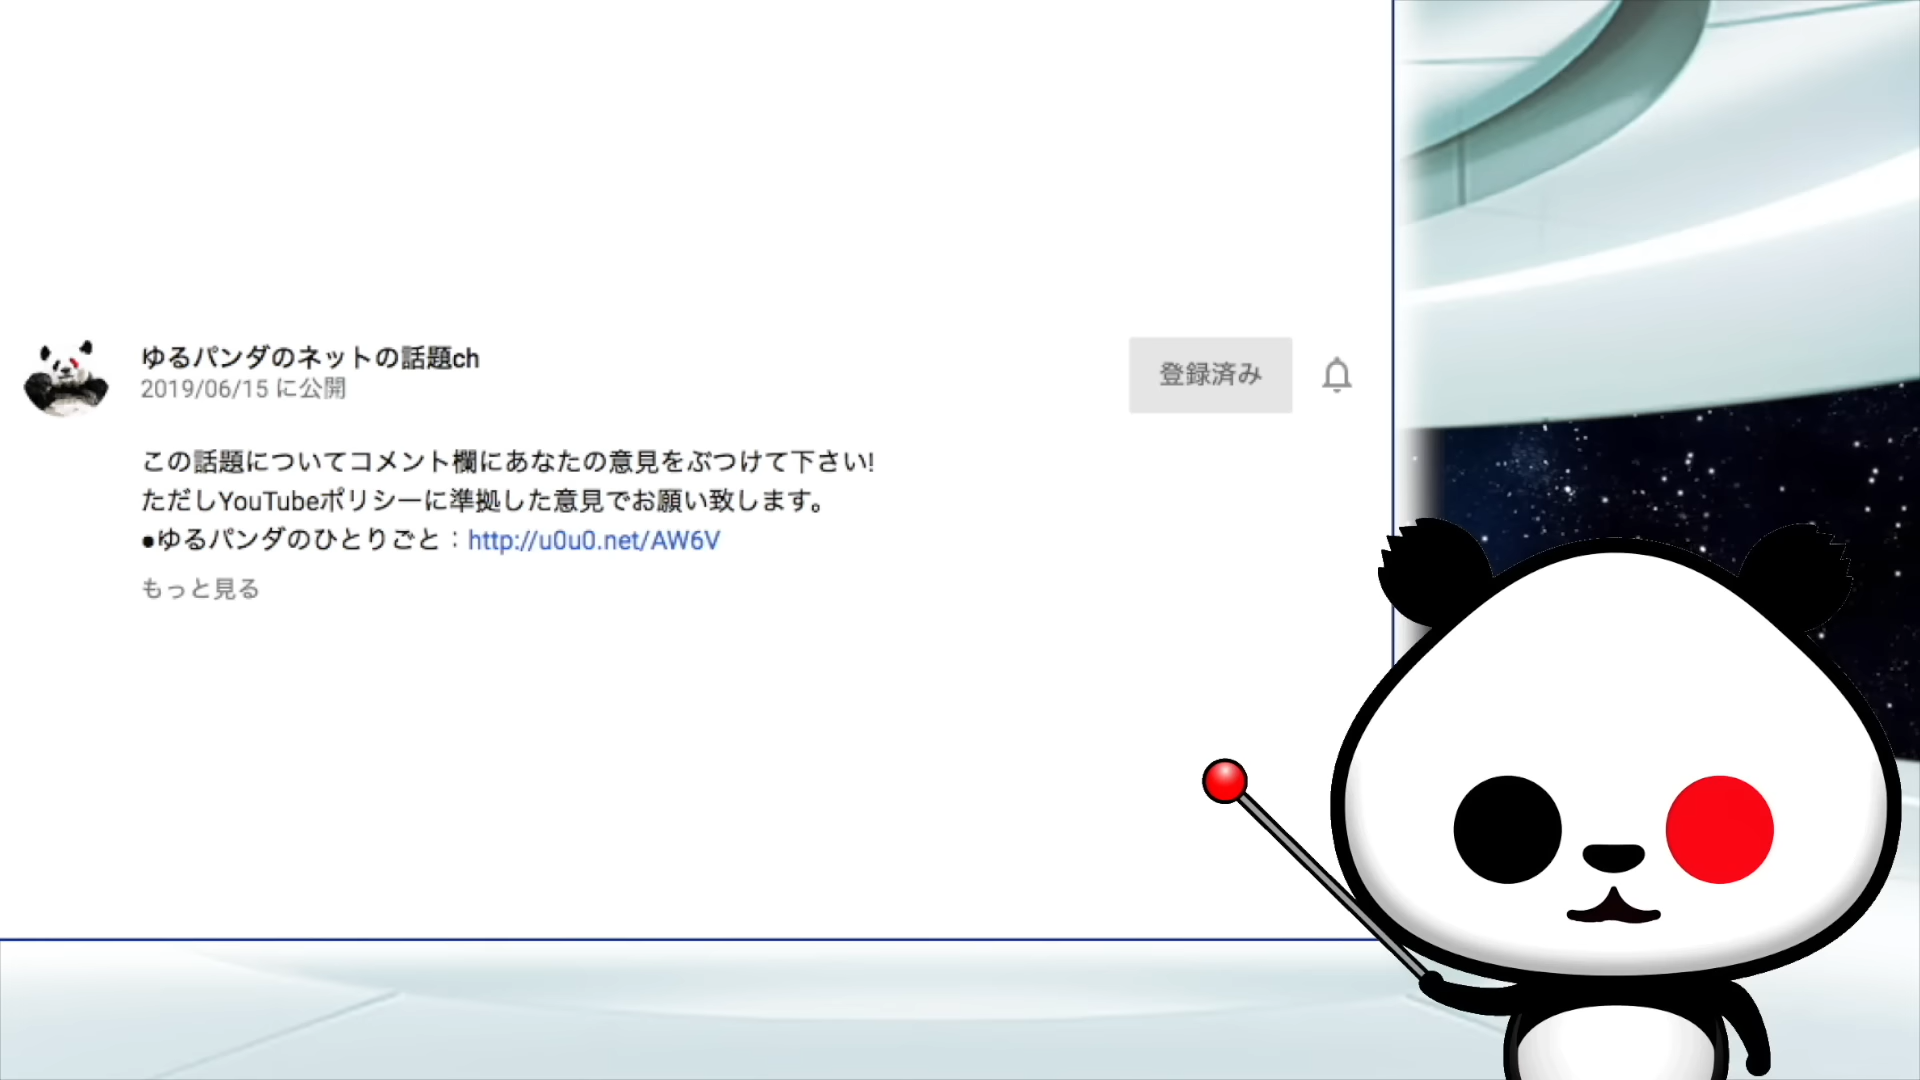 ゆるパンダのネットの話題ch
2019/06/15 に公開
登録済み
この話題についてコメント欄にあなたの意見をぶつけて下さい!
ただしYouTubeポリシーに準拠した意見でお願い致します。
●ゆるパンダのひとりごと：http://u0u0.net/AW6V
もっと見る